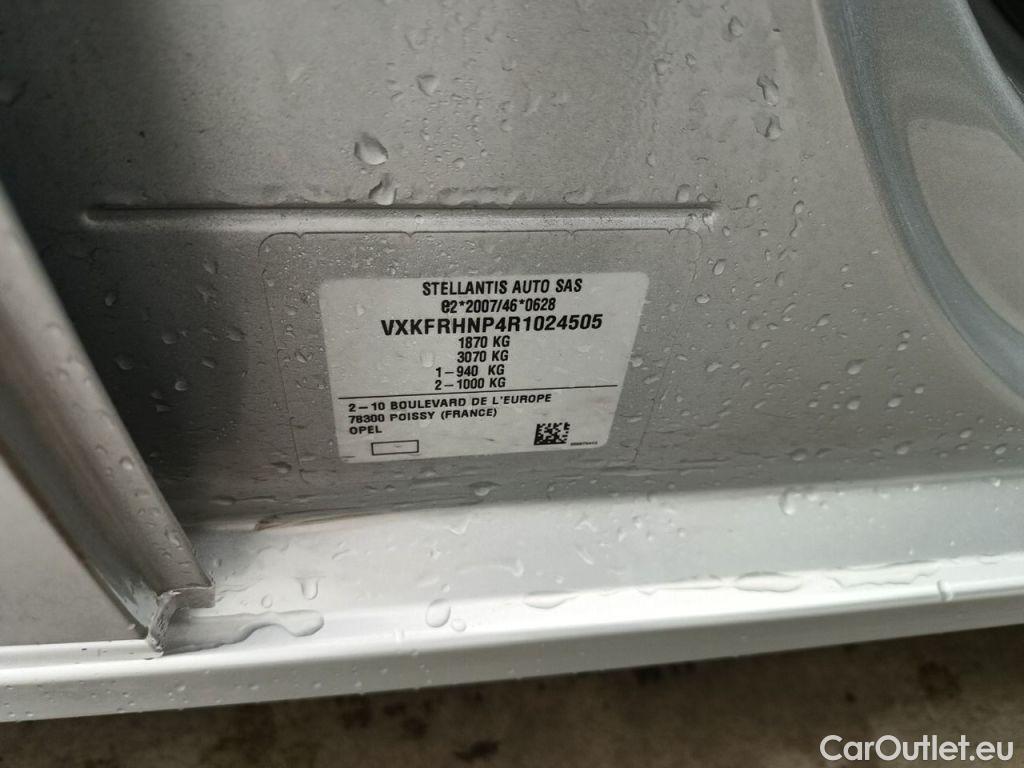 STELLANTIS AUTO SAS
e2*2007/46*0628
VXKFRHNP4R1024505
1870 KG
3070 KG
1-940 KG
2-1000 KG
2-10 BOULEVARD DE L'EUROPE
78300 POISSY (FRANCE)
OPEL
CarOutlet.eu